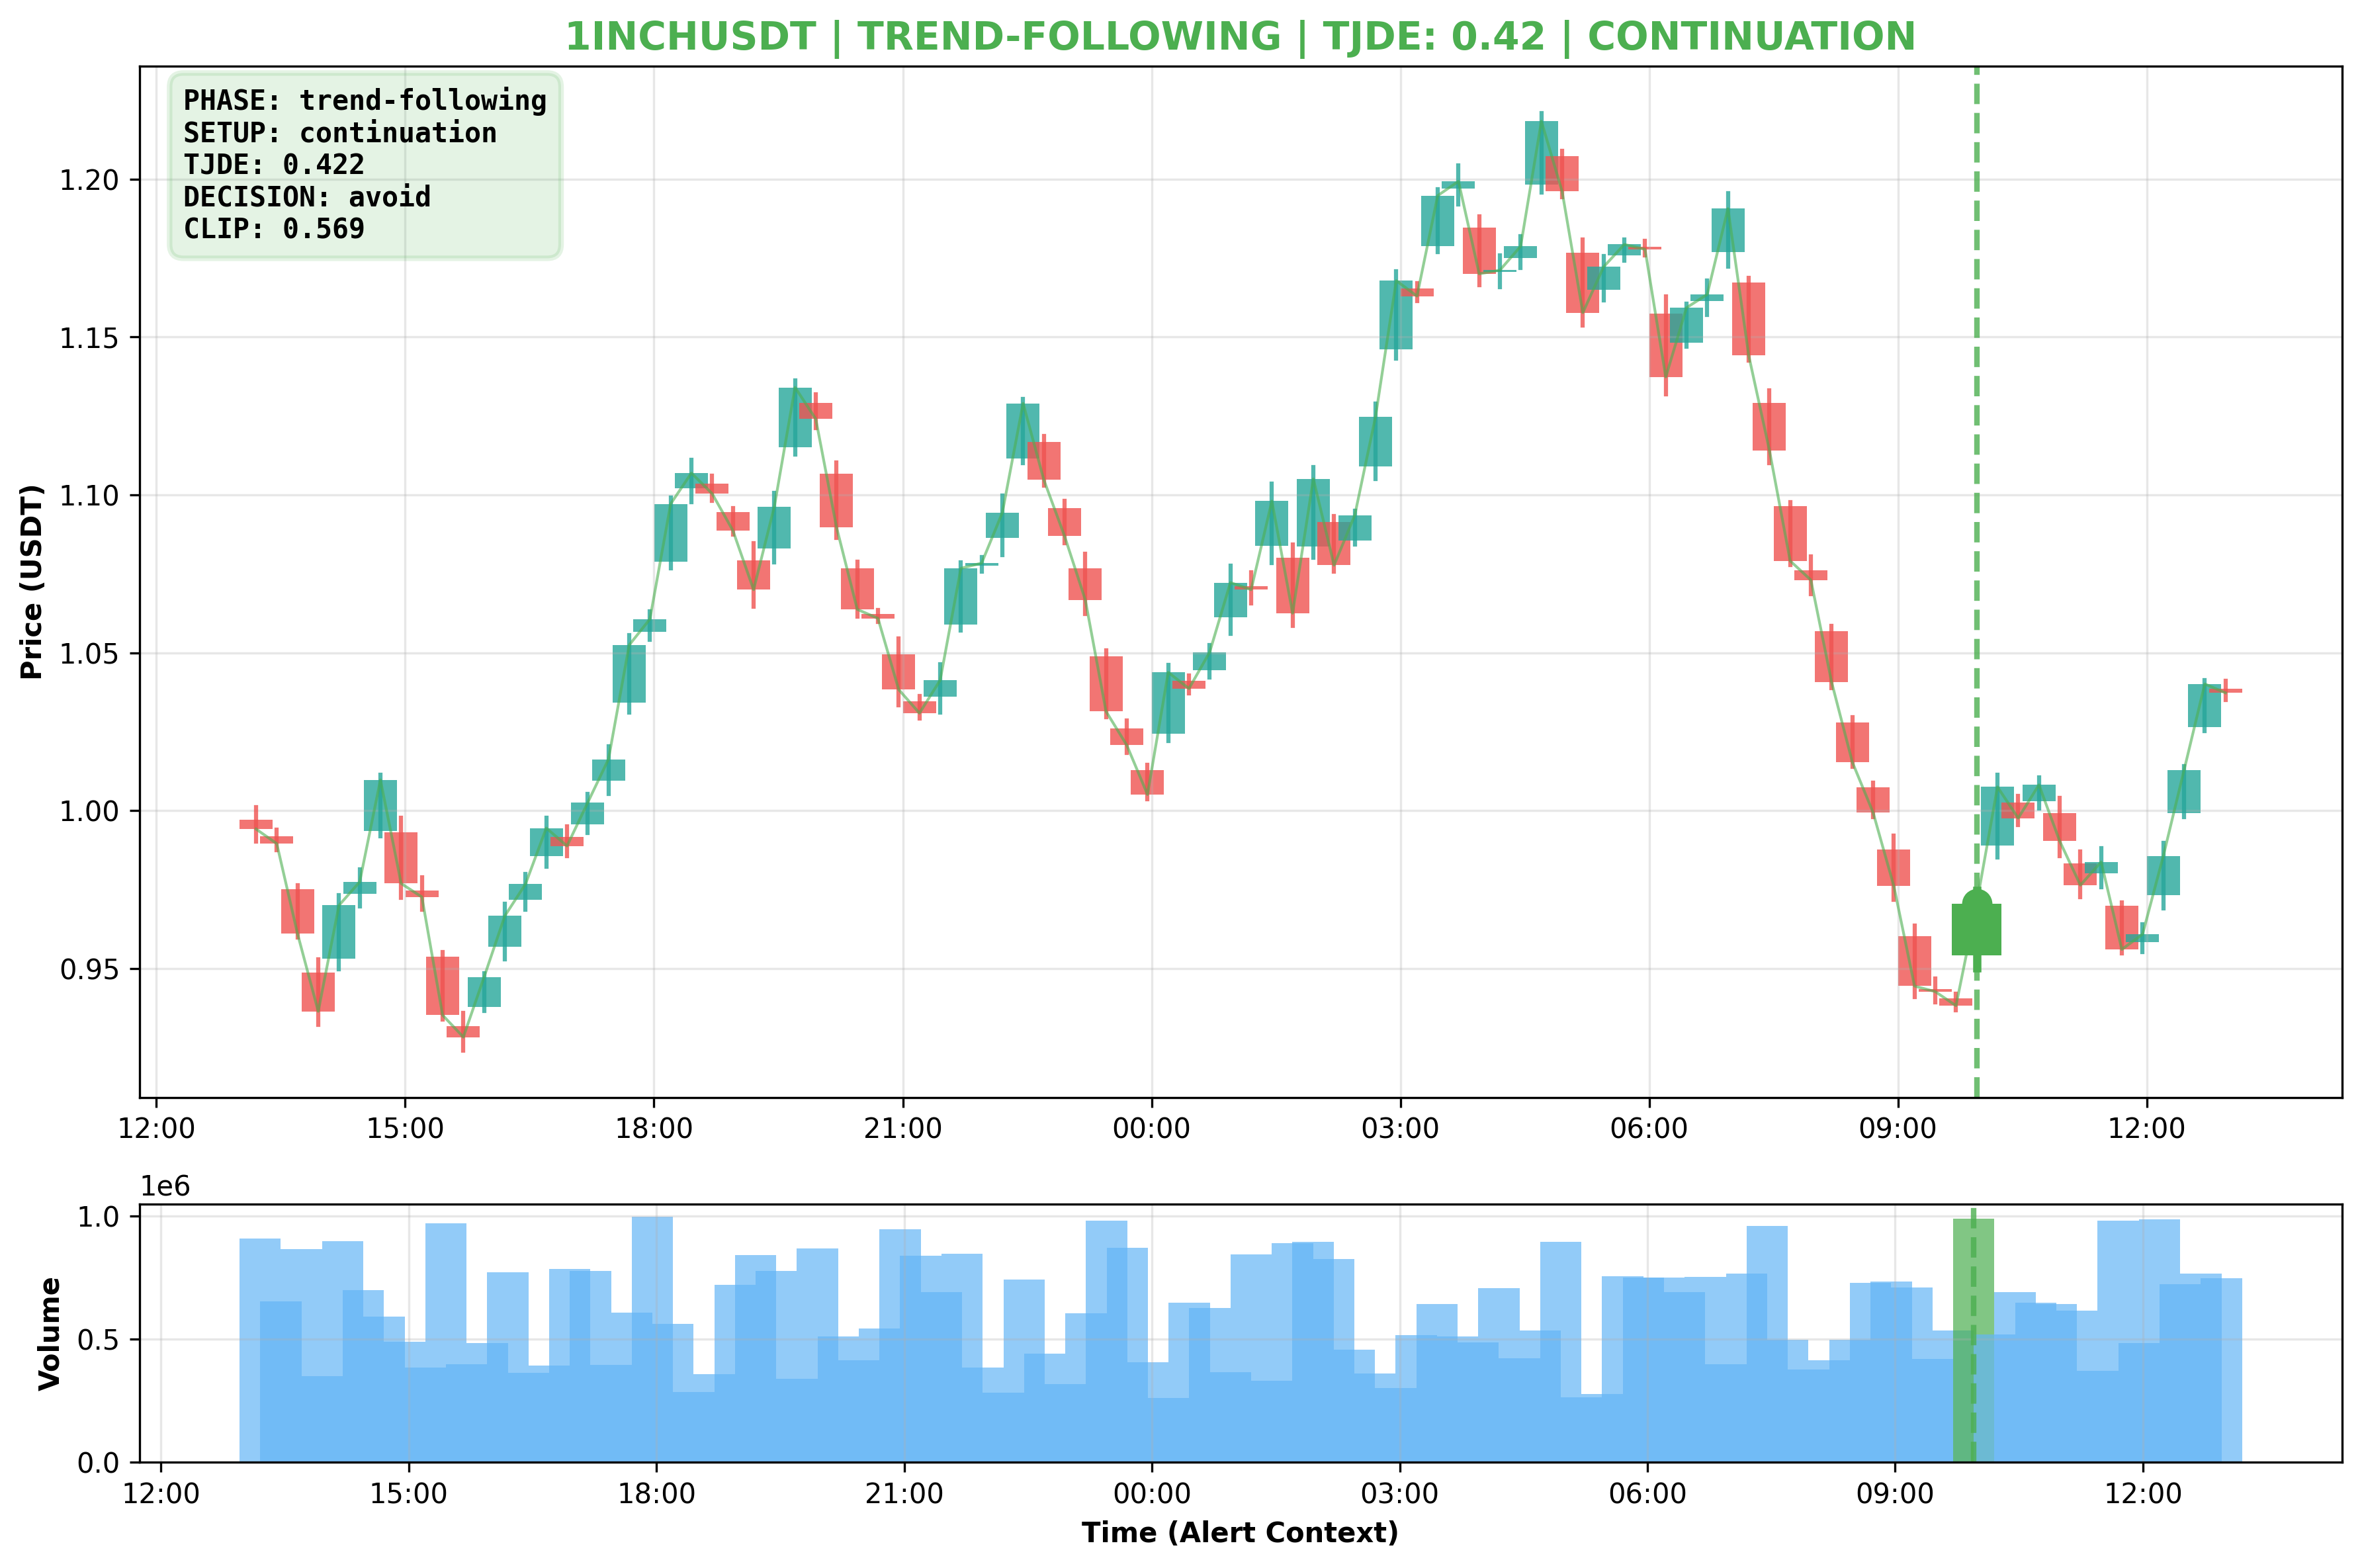 1INCHUSDT | TREND-FOLLOWING | TJDE: 0.42 | CONTINUATION
PHASE: trend-following
SETUP: continuation
TJDE: 0.422
DECISION: avoid
CLIP: 0.569
Price (USDT)
1.20
1.15
1.10
1.05
1.00
0.95
12:00 15:00 18:00 21:00 00:00 03:00 06:00 09:00 12:00
1e6
Volume
1.0
0.5
0.0
12:00 15:00 18:00 21:00 00:00 03:00 06:00 09:00 12:00
Time (Alert Context)